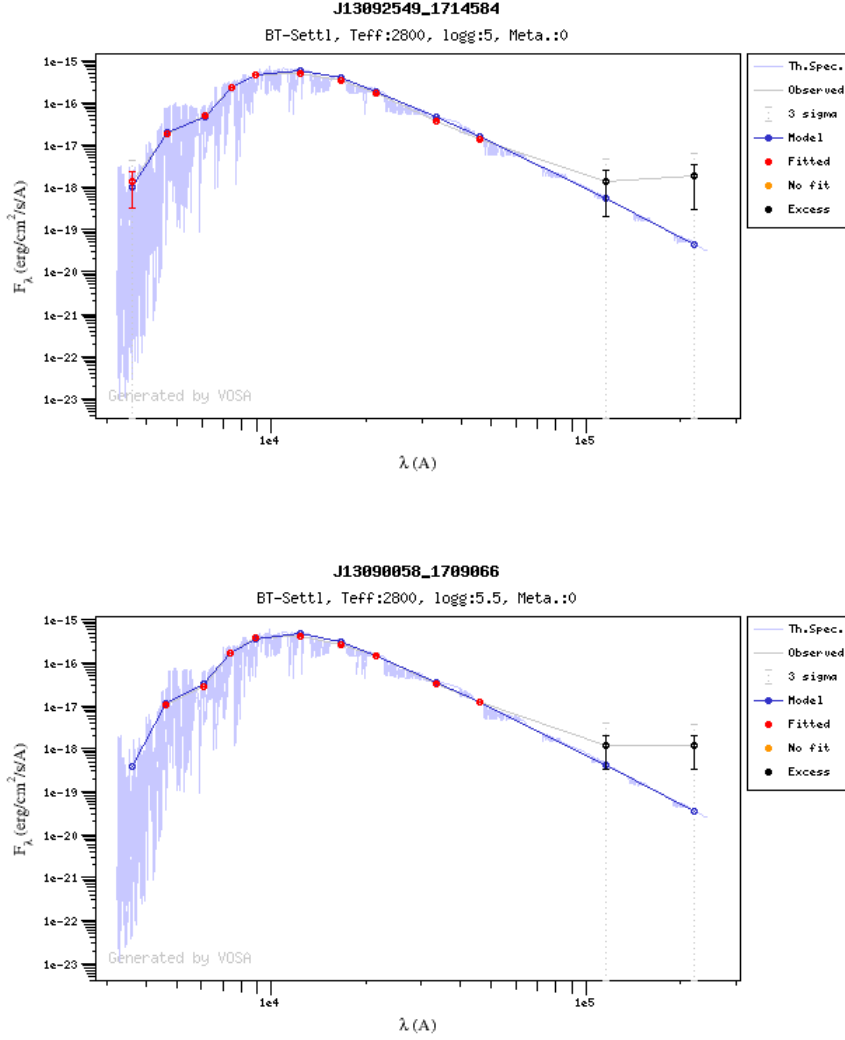 J13092549_1714584
BT-Settl, Teff:2800, logg:5, Meta.:0
1e-15
1e-16
1e-17
1e-18
1e-19
1e-20
1e-21
1e-22
1e-23
Fλ (erg/cm²/s/A)
Generated by VOSA
1e4
1e5
λ (A)
Th.Spec.
Observed
3 sigma
Model
Fitted
No fit
Excess
J13090058_1709066
BT-Settl, Teff:2800, logg:5.5, Meta.:0
1e-15
1e-16
1e-17
1e-18
1e-19
1e-20
1e-21
1e-22
1e-23
Fλ (erg/cm²/s/A)
Generated by VOSA
1e4
1e5
λ (A)
Th.Spec.
Observed
3 sigma
Model
Fitted
No fit
Excess